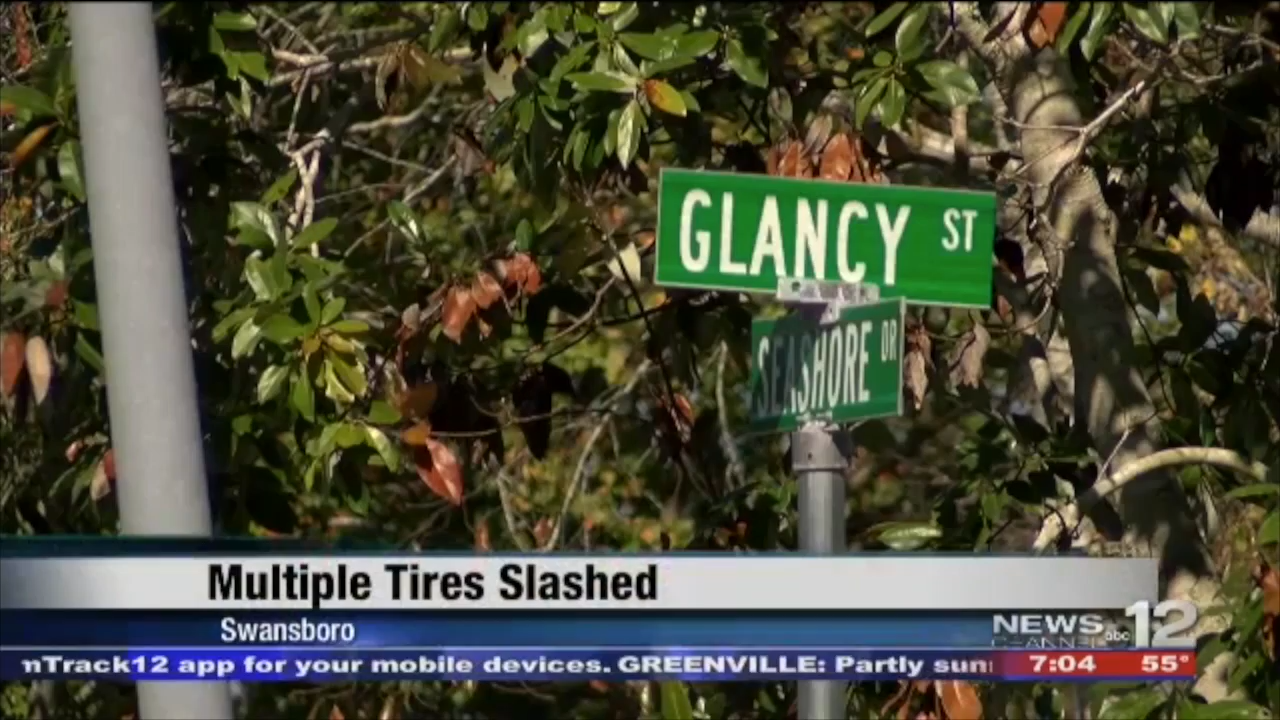 GLANCY ST
SEASHORE DR
Multiple Tires Slashed
Swansboro
NEWS
CHANNEL abc 12
nTrack12 app for your mobile devices. GREENVILLE: Partly sun
7:04 55°